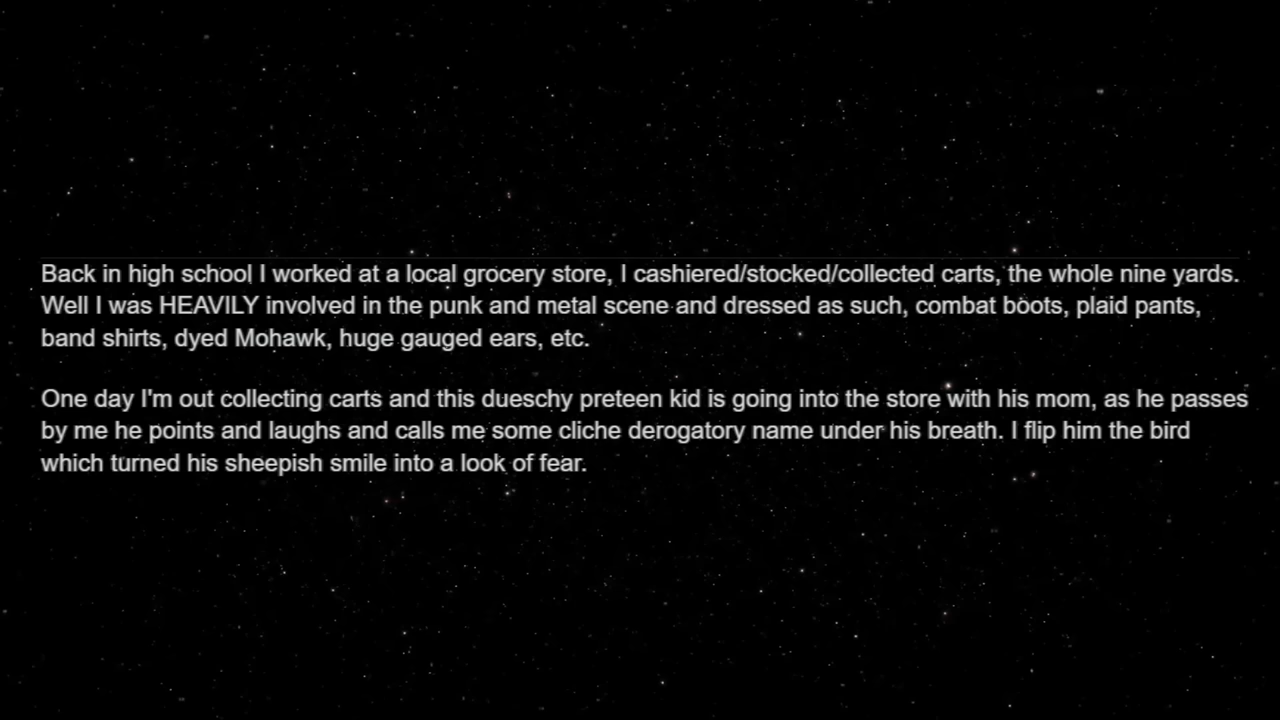 Back in high school I worked at a local grocery store, I cashiered/stocked/collected carts, the whole nine yards.
Well I was HEAVILY involved in the punk and metal scene and dressed as such, combat boots, plaid pants,
band shirts, dyed Mohawk, huge gauged ears, etc.
One day I'm out collecting carts and this dueschy preteen kid is going into the store with his mom, as he passes
by me he points and laughs and calls me some cliche derogatory name under his breath. I flip him the bird
which turned his sheepish smile into a look of fear.